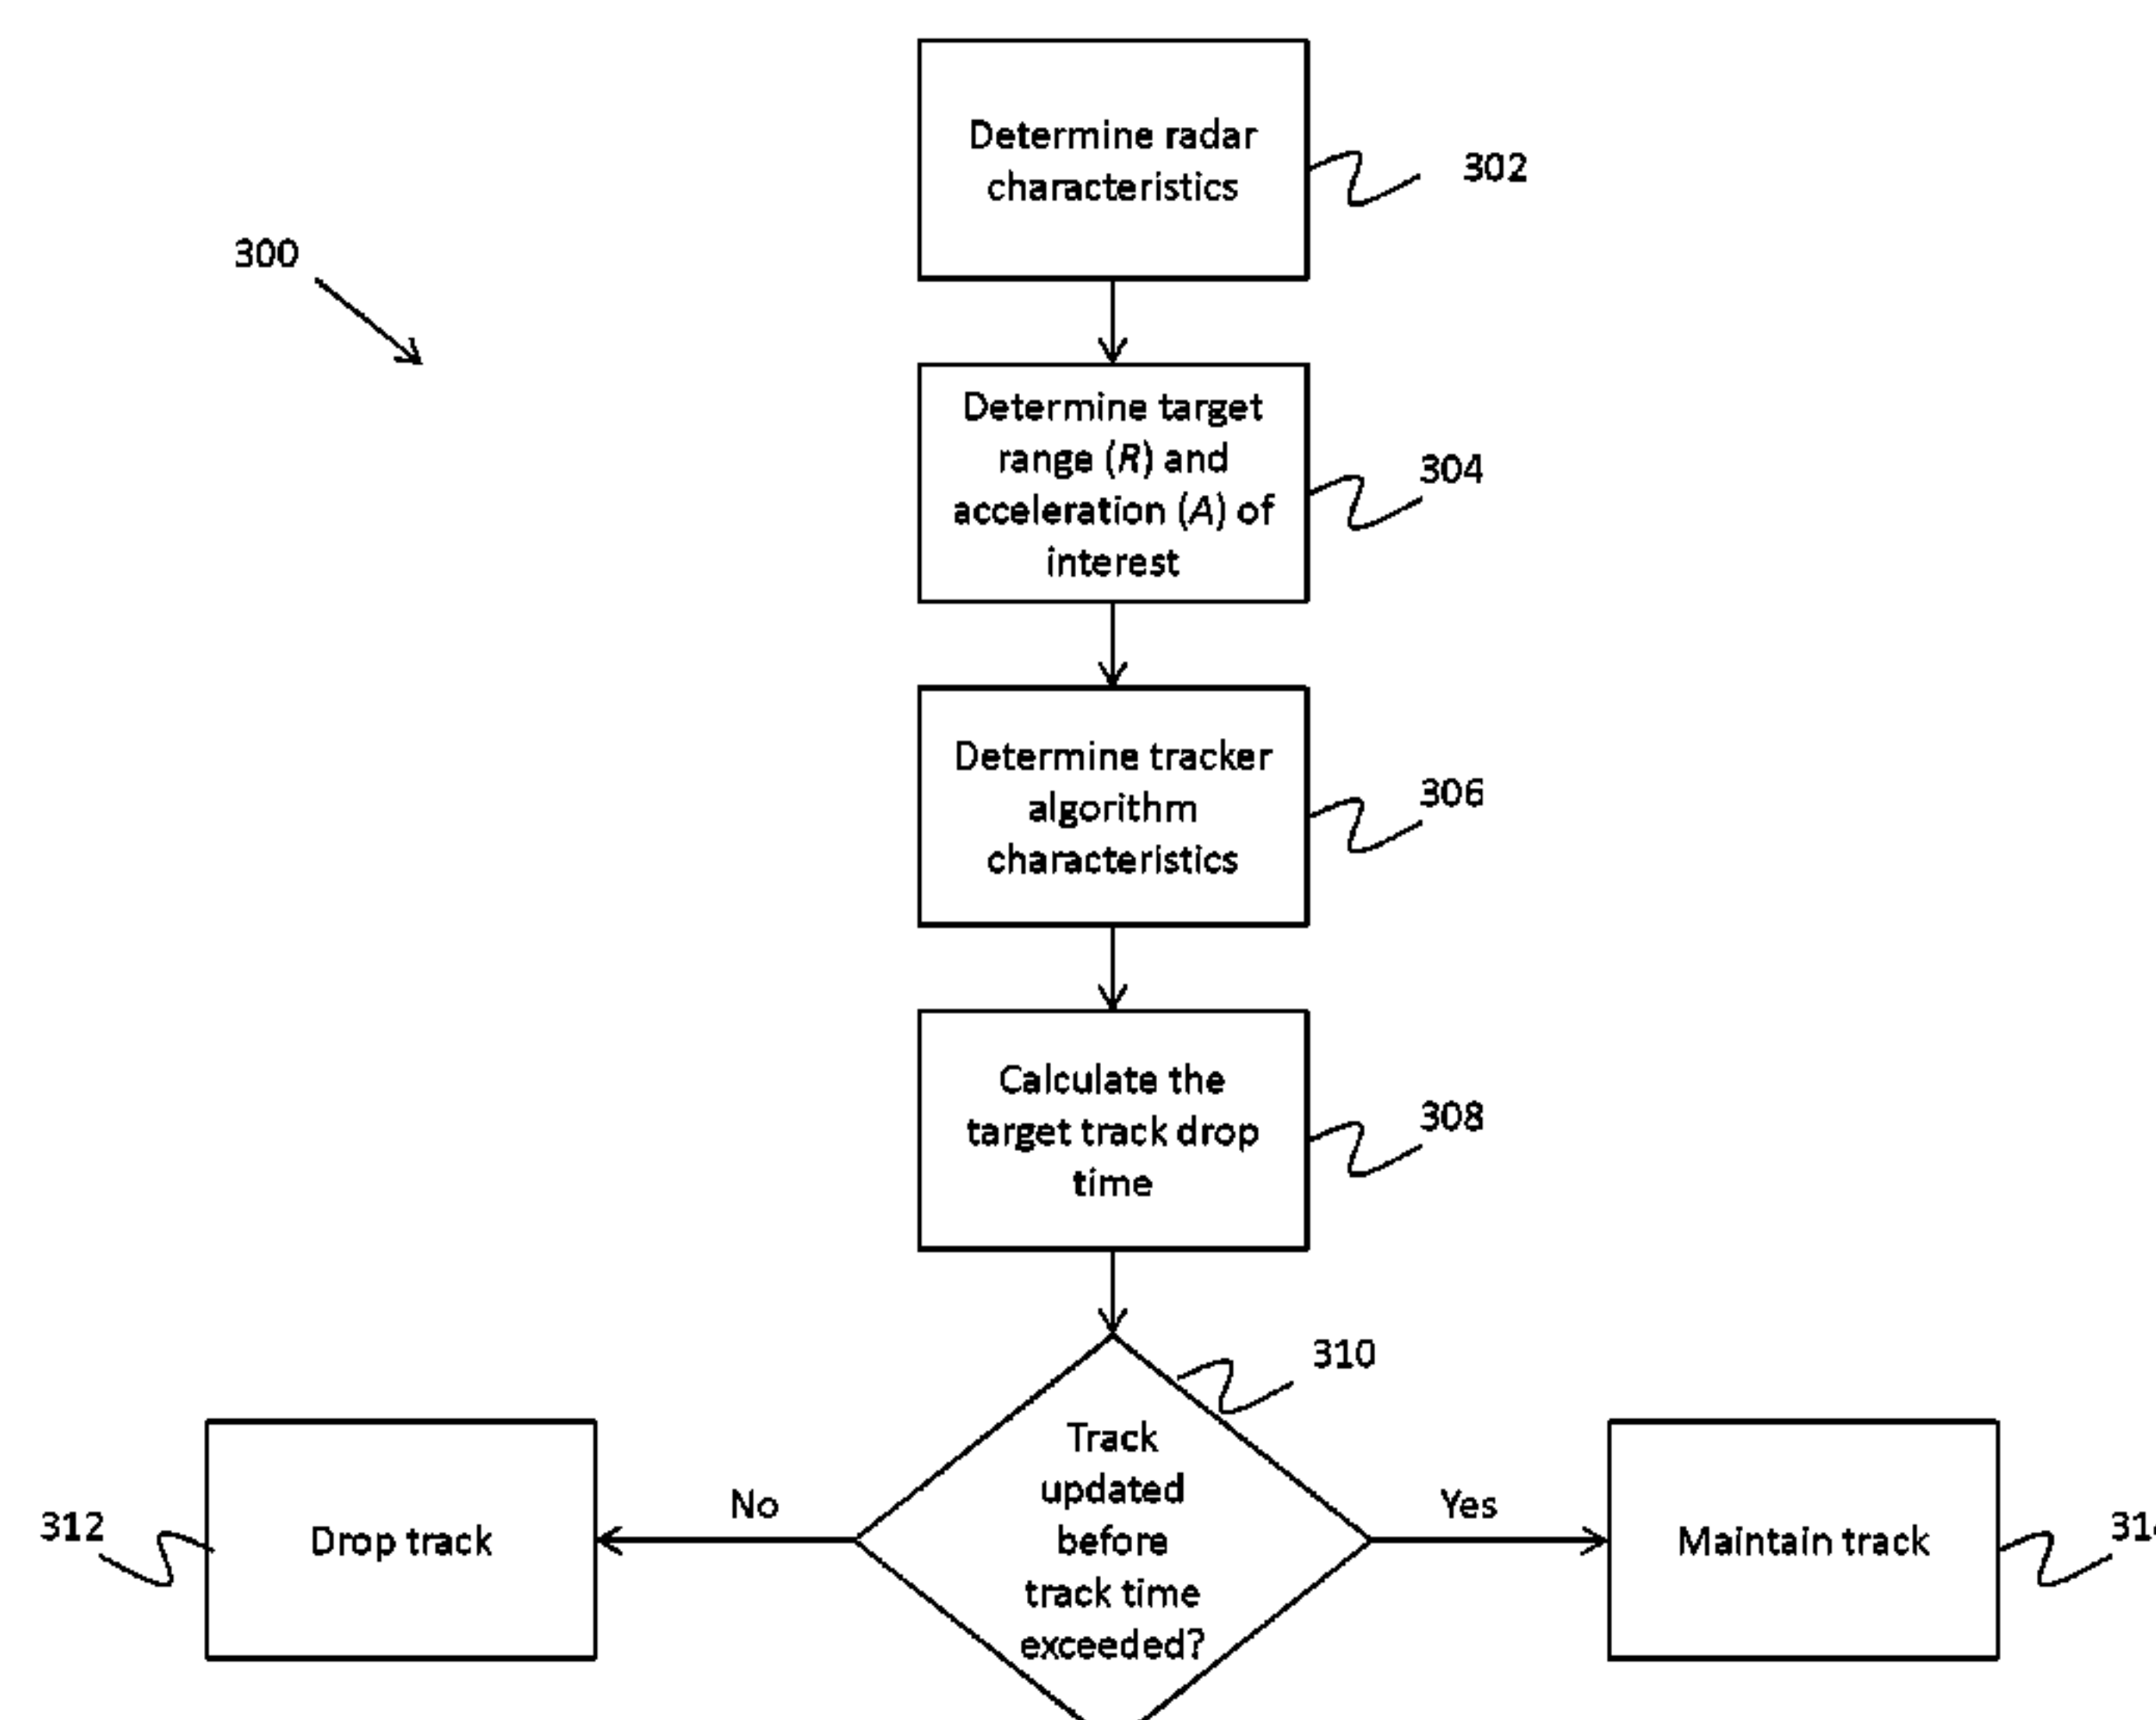 Determine radar
characteristics
302
300
Determine target
range (R) and
acceleration (A) of
interest
304
Determine tracker
algorithm
characteristics
306
Calculate the
target track drop
time
308
310
Track
updated
before
track time
exceeded?
No
Yes
312
Drop track
Maintain track